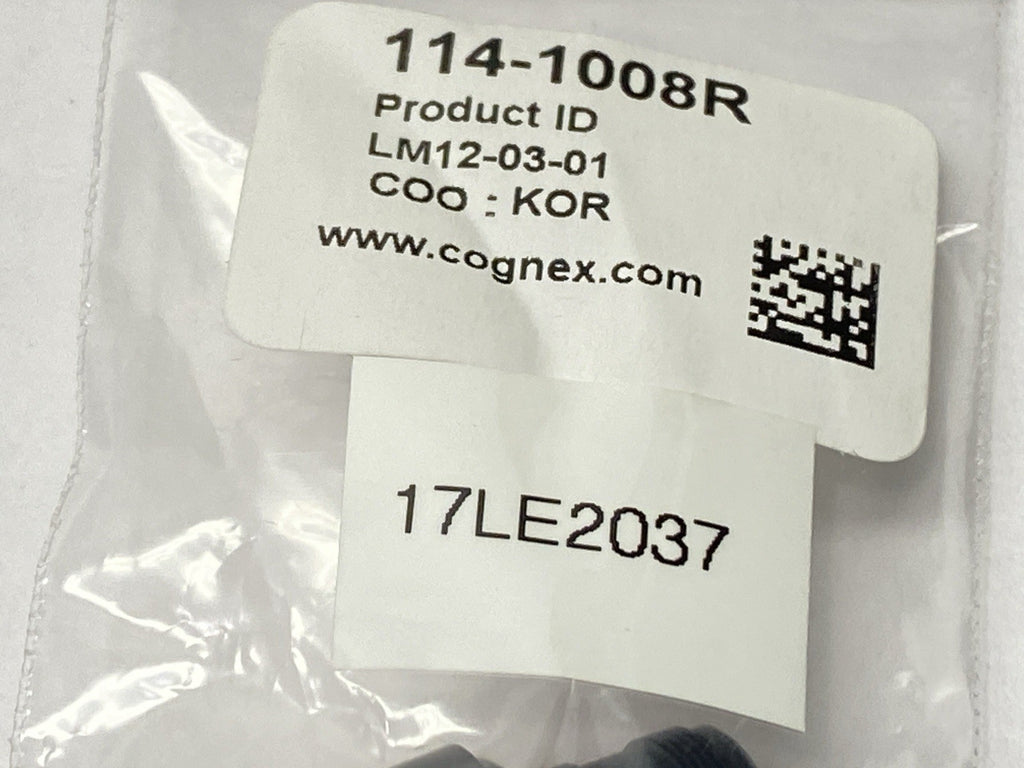 114-1008R
Product ID
LM12-03-01
COO : KOR
www.cognex.com
17LE2037